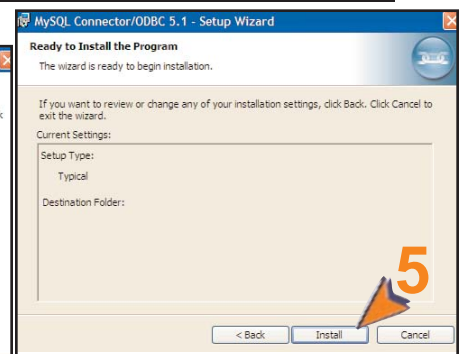 MySQL Connector/ODBC 5.1 - Setup Wizard
Ready to Install the Program
The wizard is ready to begin installation.
If you want to review or change any of your installation settings, click Back. Click Cancel to
exit the wizard.
Current Settings:
Setup Type:
Typical
Destination Folder:
5
< Back
Install
Cancel